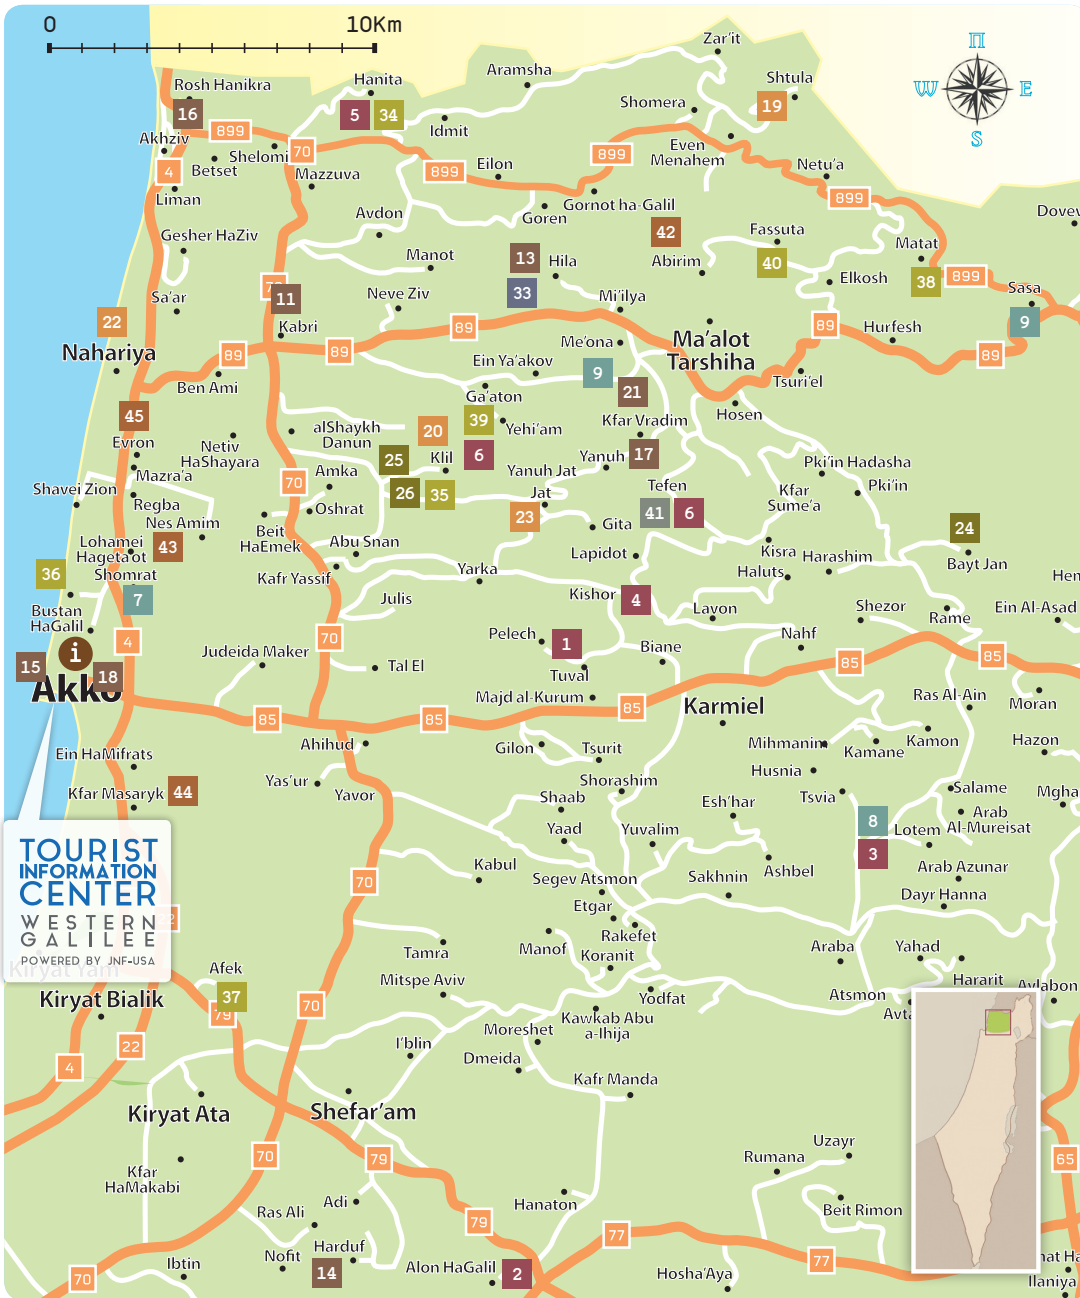 0 10Km
Zar'it
Π
W E
S
Aramsha
Hanita
Shtula
Rosh Hanikra
Shomera
19
16
5 34
Idmit
Akhziv
899
Shelomi
70
Even
Menahem
899
Netu'a
4
Betset
Mazzuva
899
Eilon
Liman
Gornot ha-Galil
899
Avdon
Goren
Dovev
Gesher HaZiv
42
Fassuta
Matat
Manot
13
Hila
Abirim
40
Elkosh
38
899
Sasa
Sa'ar
11
Neve Ziv
33
Mi'ilya
22
Kabri
89
Ma'alot
Tarshiha
89
Hurfesh
9
Nahariya
89
89
Me'ona
89
Ben Ami
Ein Ya'akov
9
Tsuri'el
Ga'aton
21
45
39
Yehi'am
Kfar Vradim
Hosen
Evron
Netiv
HaShayara
alShaykh
Danun
20
Klil
6
Yanuh
17
25
Mazra'a
Amka
Yanuh Jat
Pki'in Hadasha
Shavei Zion
70
26
35
Jat
Tefen
Kfar
Sume'a
Pki'in
Regba
Oshrat
23
Gita
41
6
Nes Amim
Beit
HaEmek
24
Lohamei
Hageta'ot
43
Abu Snan
Lapidot
Kisra
Harashim
Bayt Jan
36
Shomrat
Kafr Yassif
Yarka
Haluts
Hen
7
Julis
Kishor
4
Bustan
HaGalil
Lavon
Shezor
Rame
Ein Al-Asad
4
70
Pelech
1
Biane
Nahf
i
Judeida Maker
85
85
15
18
Tal El
Tuval
Akko
Majd al-Kurum
85
Karmiel
Ras Al-Ain
Moran
85
85
Ein HaMifrats
Ahihud
Gilon
Tsurit
Mihmanim
Kamane
Kamon
Hazon
Kfar Masaryk
44
Yas'ur
Yavor
Shorashim
Husnia
Shaab
Esh'har
Tsvia
Salame
Mgha
Yaad
Yuvalim
8
Lotem
Arab
Al-Mureisat
TOURIST
INFORMATION
CENTER
WESTERN
GALILEE
POWERED BY JNF-USA
3
Kabul
Segev Atsmon
Ashbel
Arab Azunar
70
Sakhnin
Dayr Hanna
Etgar
Rakefet
Tamra
Manof
Koranit
Araba
Yahad
Kiryat Yam
Afek
Mitspe Aviv
Hararit
Kiryat Bialik
37
79
70
Yodfat
Atsmon
Avlabon
Avta
Moreshet
Kawkab Abu
a-Ihija
22
I'blin
Dmeida
4
Kafr Manda
Kiryat Ata
Shefar'am
70
79
Uzayr
Rumana
65
Kfar
HaMakabi
Adi
Hanaton
Beit Rimon
Ras Ali
79
77
Nofit
Harduf
77
Ibtin
14
Alon HaGalil
2
Hosha'Aya
70
Ilaniya